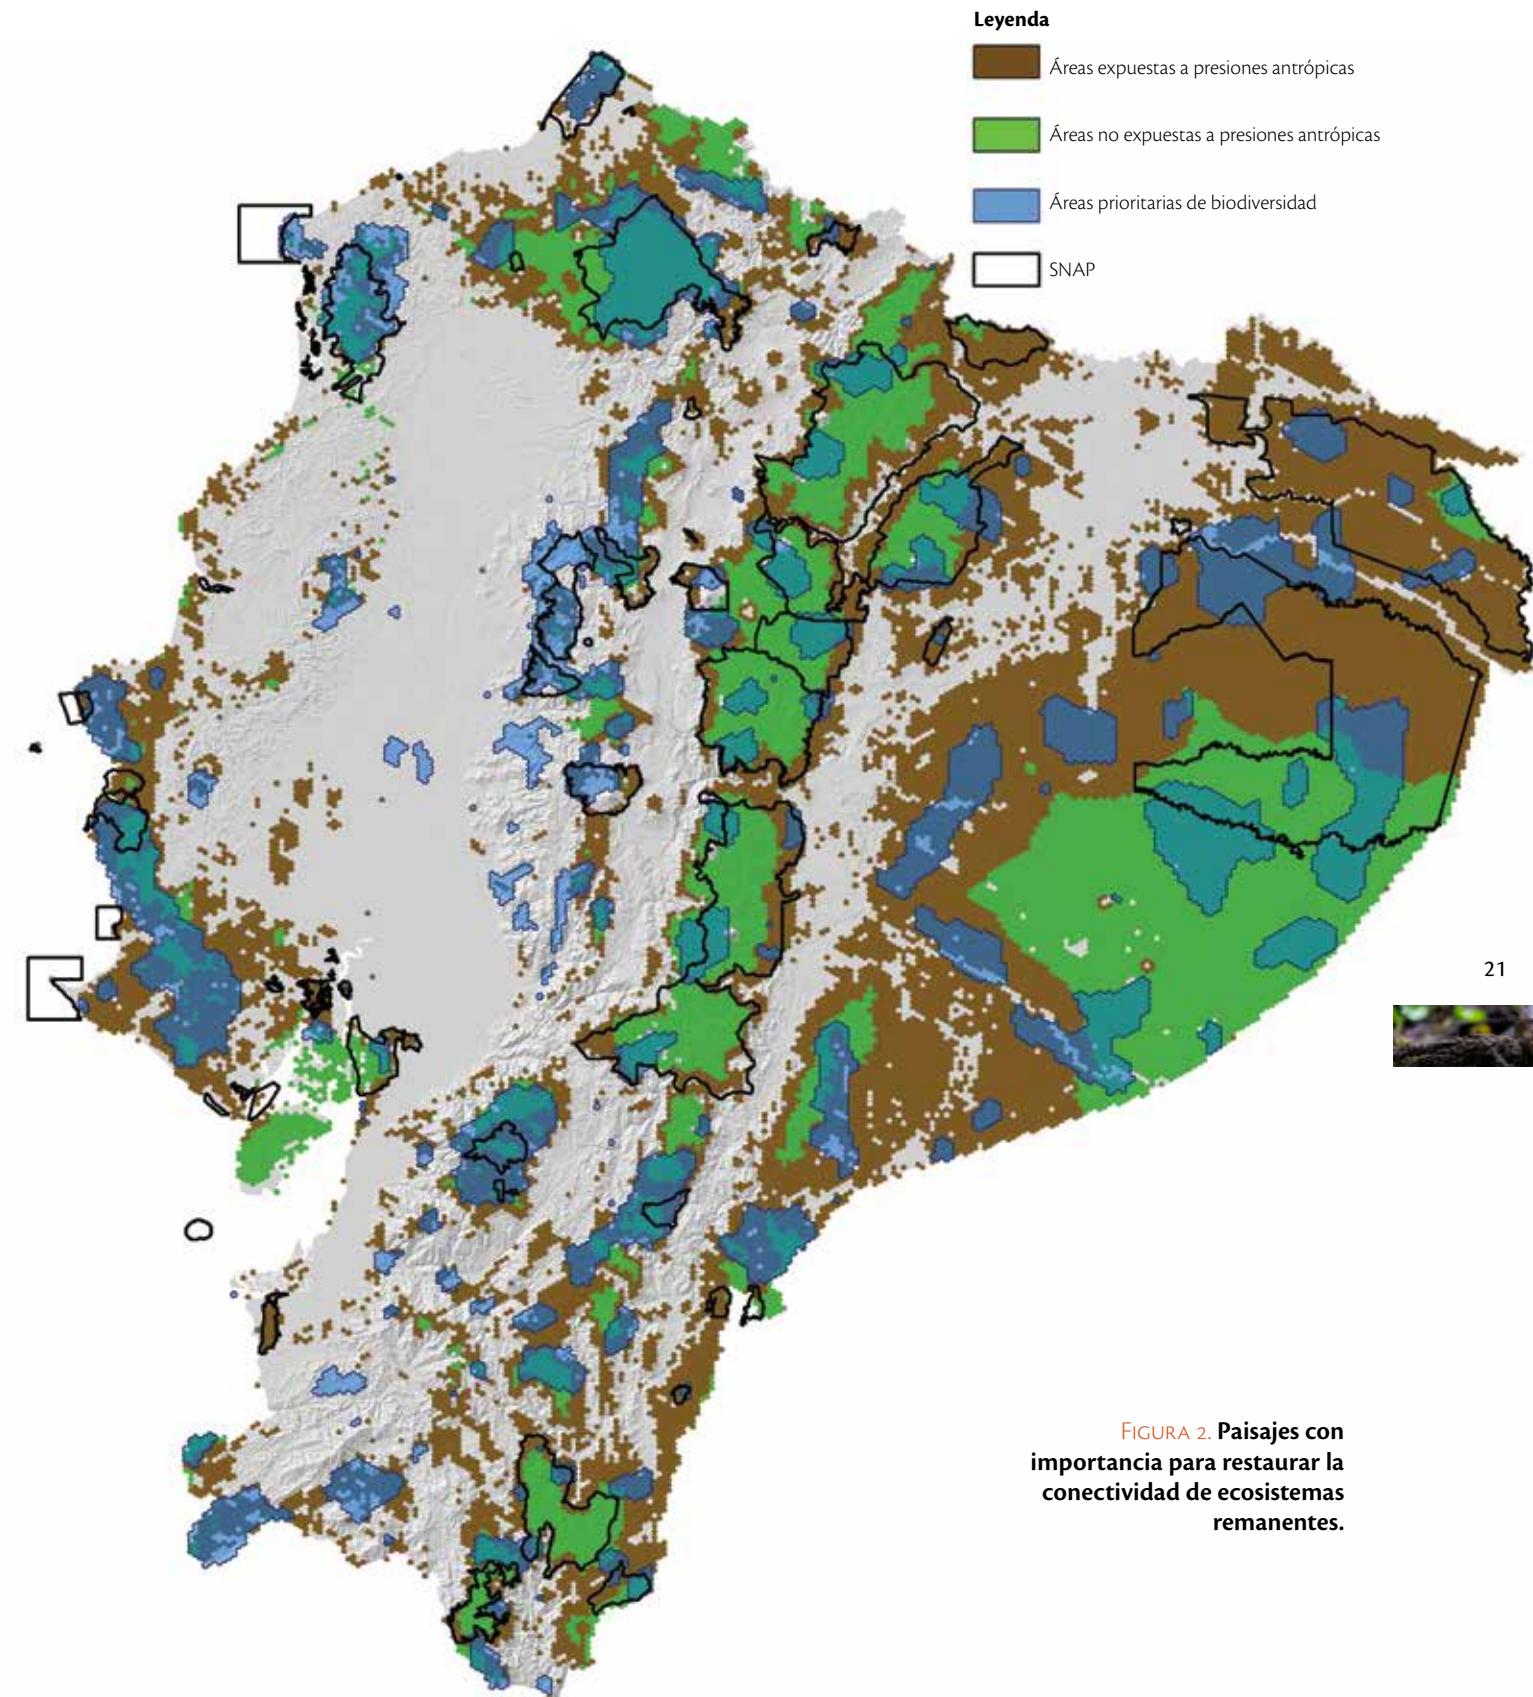 Leyenda
Áreas expuestas a presiones antrópicas
Áreas no expuestas a presiones antrópicas
Áreas prioritarias de biodiversidad
SNAP
21
FIGURA 2. Paisajes con
importancia para restaurar la
conectividad de ecosistemas
remanentes.